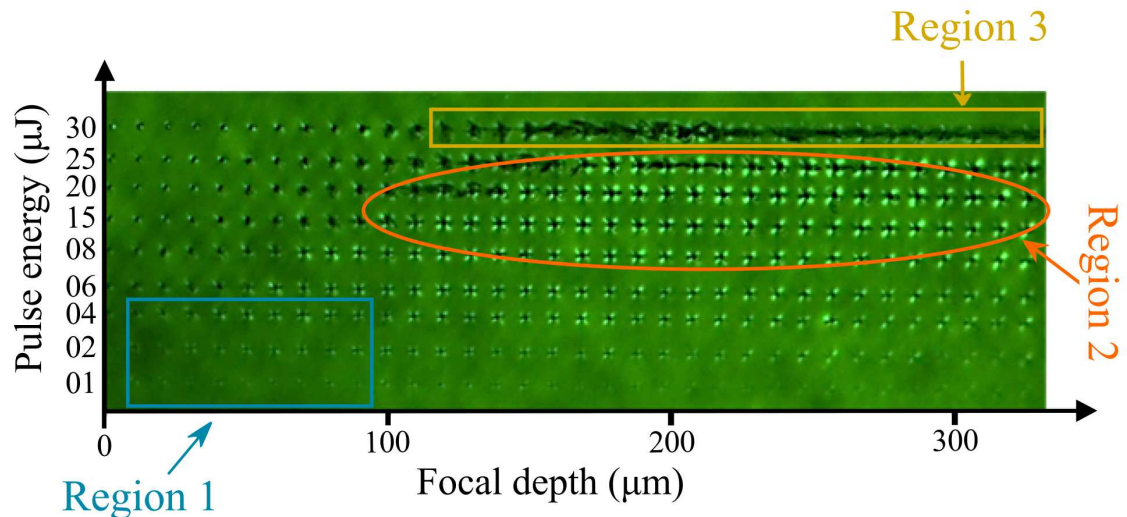 Region 3
Pulse energy (μJ)
30
25
20
15
08
06
04
02
01
Region 2
0
100
200
300
Focal depth (μm)
Region 1